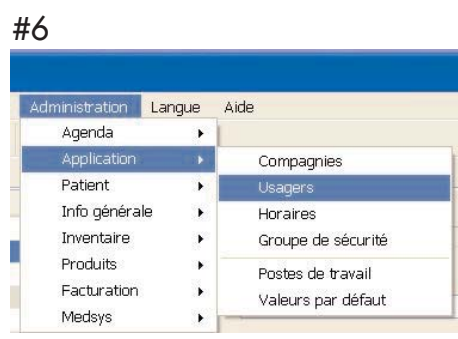 #6
Administration Langue Aide
Agenda
Application
Patient
Info générale
Inventaire
Produits
Facturation
Medsys
Compagnies
Usagers
Horaires
Groupe de sécurité
Postes de travail
Valeurs par défaut